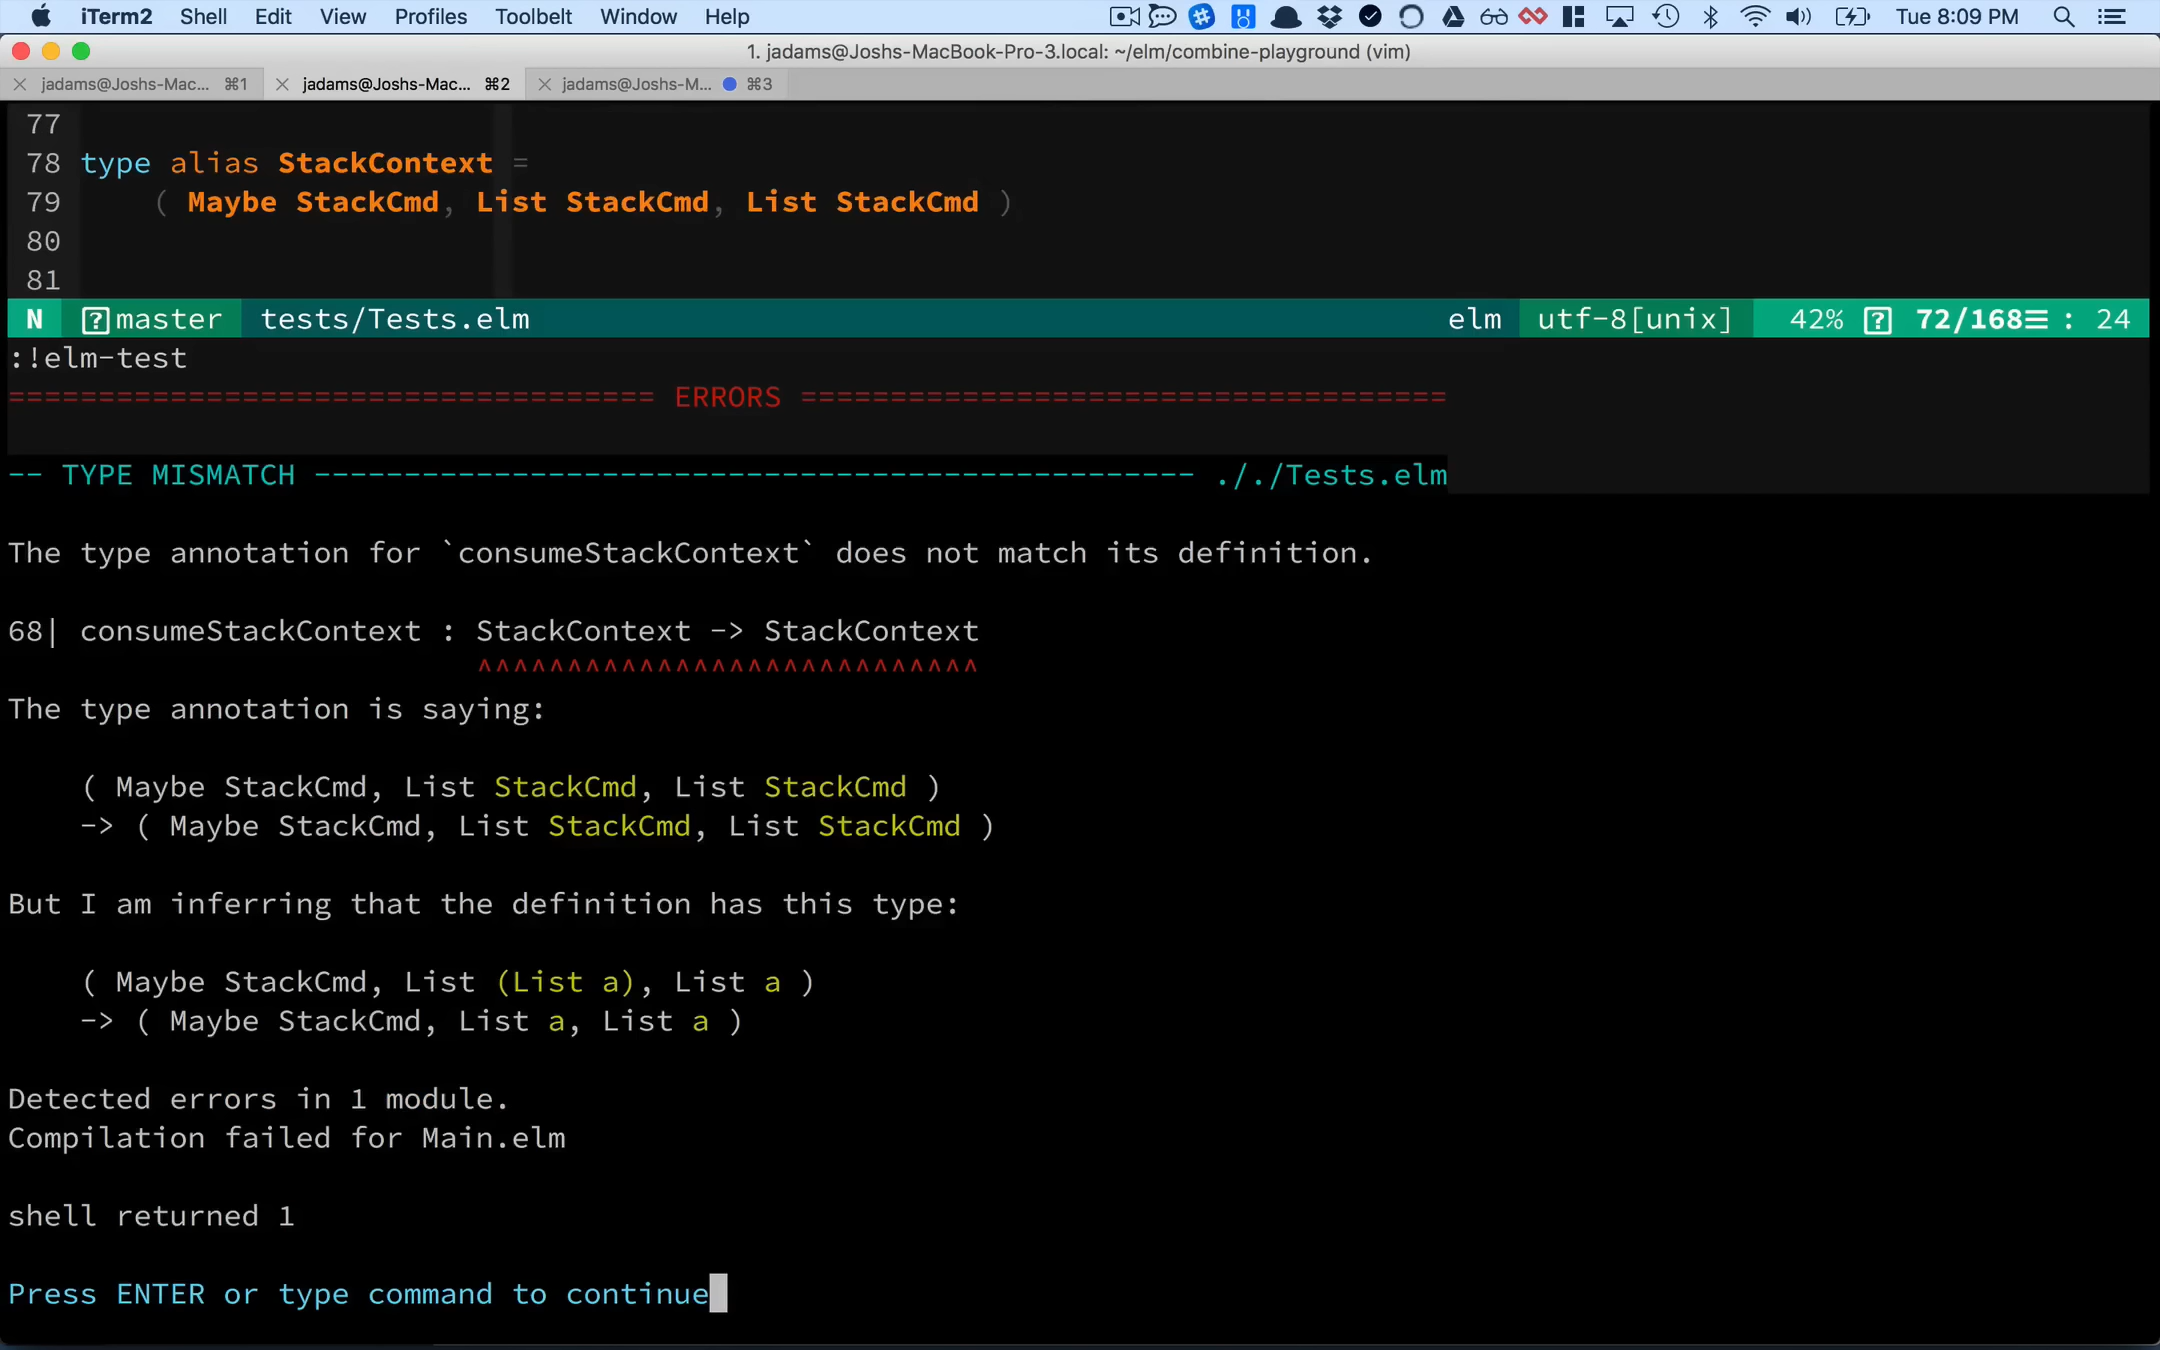 iTerm2 Shell Edit View Profiles Toolbelt Window Help Tue 8:09 PM
1. jadams@Joshs-MacBook-Pro-3.local: ~/elm/combine-playground (vim)
jadams@Joshs-Mac... ⌘1 jadams@Joshs-Mac... ⌘2 jadams@Joshs-M... ⌘3
77
78 type alias StackContext =
79     ( Maybe StackCmd, List StackCmd, List StackCmd )
80
81
N [?]master tests/Tests.elm elm utf-8[unix] 42% [?] 72/168☰ : 24
:!elm-test
==================================== ERRORS ====================================
-- TYPE MISMATCH ------------------------------------------------- ././Tests.elm
The type annotation for `consumeStackContext` does not match its definition.
68| consumeStackContext : StackContext -> StackContext
                          ^^^^^^^^^^^^^^^^^^^^^^^^^^^^
The type annotation is saying:
    ( Maybe StackCmd, List StackCmd, List StackCmd )
    -> ( Maybe StackCmd, List StackCmd, List StackCmd )
But I am inferring that the definition has this type:
    ( Maybe StackCmd, List (List a), List a )
    -> ( Maybe StackCmd, List a, List a )
Detected errors in 1 module.
Compilation failed for Main.elm
shell returned 1
Press ENTER or type command to continue